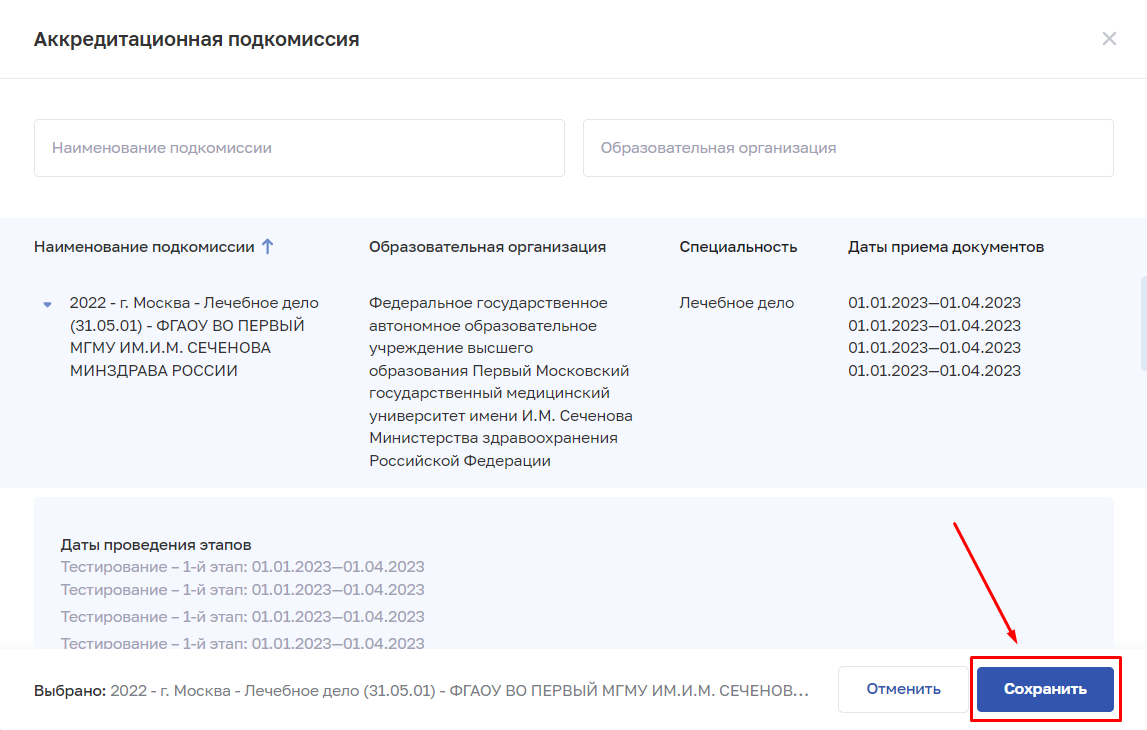 Аккредитационная подкомиссия
Наименование подкомиссии
Образовательная организация
Наименование подкомиссии
Образовательная организация
Специальность
Даты приема документов
2022 - г. Москва - Лечебное дело
(31.05.01) - ФГАОУ ВО ПЕРВЫЙ
МГМУ ИМ.И.М. СЕЧЕНОВА
МИНЗДРАВА РОССИИ
Федеральное государственное
автономное образовательное
учреждение высшего
образования Первый Московский
государственный медицинский
университет имени И.М. Сеченова
Министерства здравоохранения
Российской Федерации
Лечебное дело
01.01.2023—01.04.2023
01.01.2023—01.04.2023
01.01.2023—01.04.2023
01.01.2023—01.04.2023
Даты проведения этапов
Тестирование – 1-й этап: 01.01.2023—01.04.2023
Тестирование – 1-й этап: 01.01.2023—01.04.2023
Тестирование – 1-й этап: 01.01.2023—01.04.2023
Тестирование – 1-й этап: 01.01.2023—01.04.2023
Выбрано: 2022 - г. Москва - Лечебное дело (31.05.01) - ФГАОУ ВО ПЕРВЫЙ МГМУ ИМ.И.М. СЕЧЕНОВ...
Отменить
Сохранить